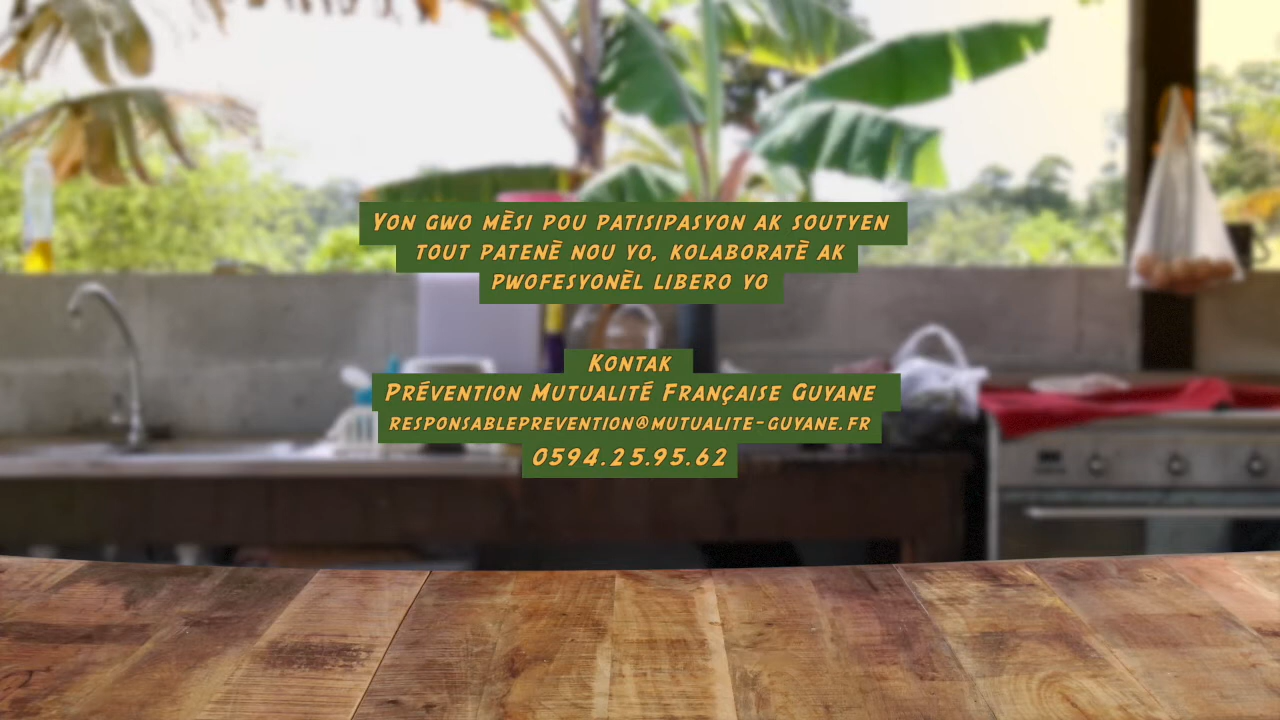 Yon gwo mèsi pou patisipasyon ak soutyen
tout patenè nou yo, kolaboratè ak
pwofesyonèl libero yo
Kontak
Prévention Mutualité Française Guyane
responsableprevention@mutualite-guyane.fr
0594.25.95.62